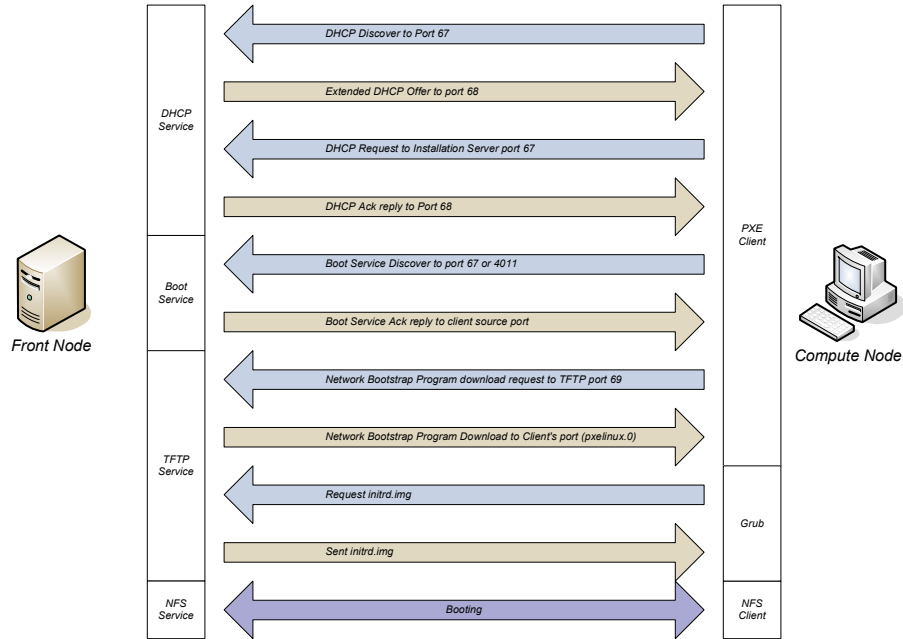 DHCP Discover to Port 67
Extended DHCP Offer to port 68
DHCP
Service
DHCP Request to Installation Server port 67
DHCP Ack reply to Port 68
PXE
Client
Boot Service Discover to port 67 or 4011
Boot
Service
Boot Service Ack reply to client source port
Front Node
Compute Node
Network Bootstrap Program download request to TFTP port 69
Network Bootstrap Program Download to Client's port (pxelinux.0)
TFTP
Service
Request initrd.img
Grub
Sent initrd.img
NFS
Service
Booting
NFS
Client